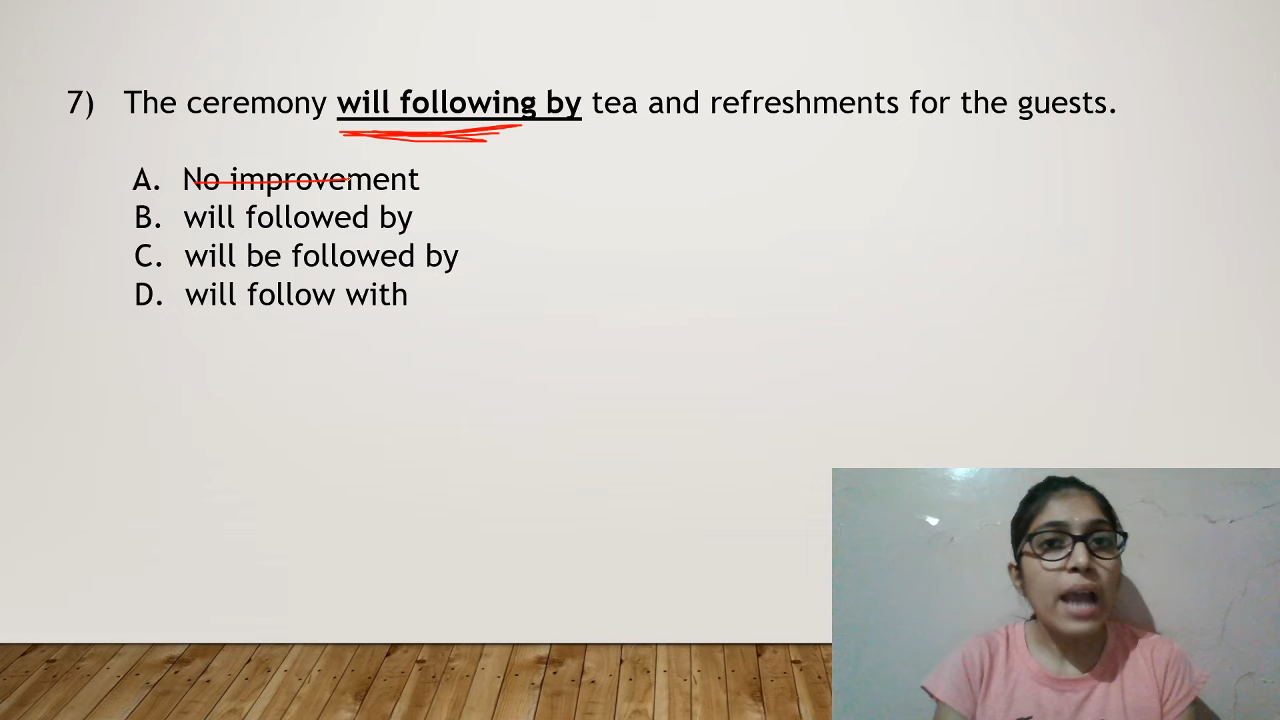 7) The ceremony will following by tea and refreshments for the guests.
A. No improvement
B. will followed by
C. will be followed by
D. will follow with